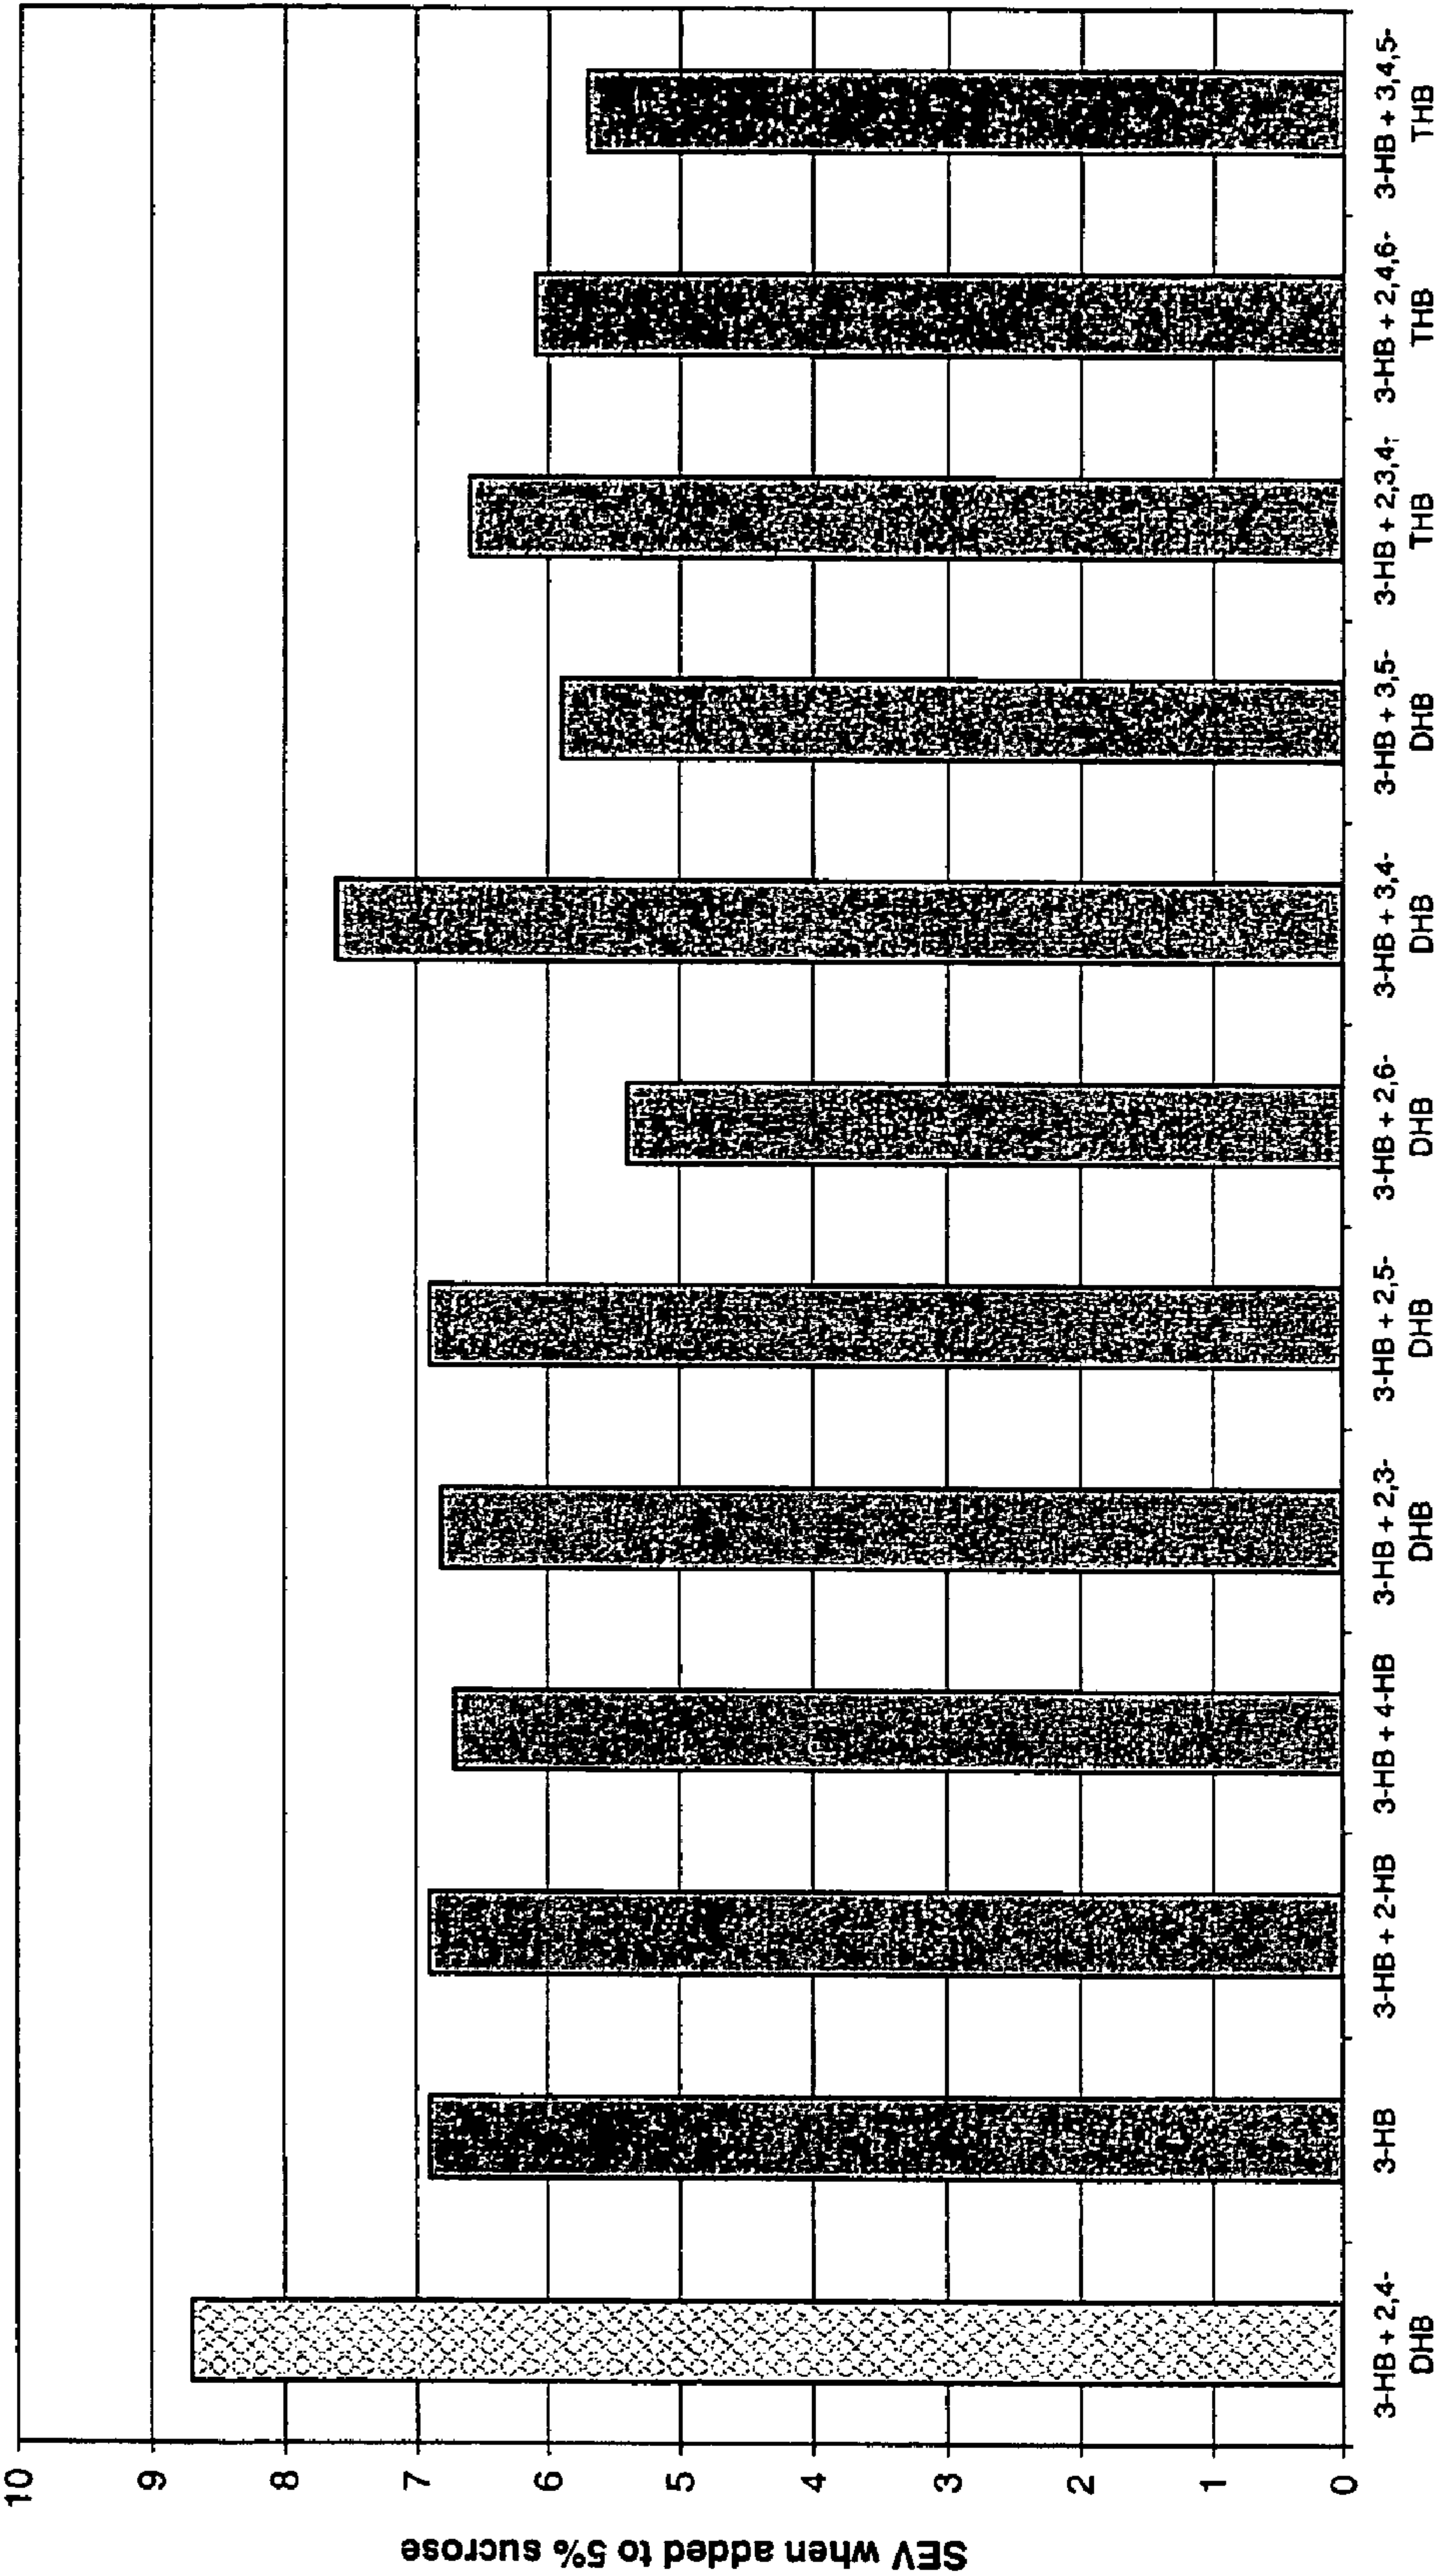 SEV when added to 5% sucrose
10
9
8
7
6
5
4
3
2
1
0
3-HB + 2,4-
DHB
3-HB
3-HB + 2-HB
3-HB + 4-HB
3-HB + 2,3-
DHB
3-HB + 2,5-
DHB
3-HB + 2,6-
DHB
3-HB + 3,4-
DHB
3-HB + 3,5-
DHB
3-HB + 2,3,4-
THB
3-HB + 2,4,6-
THB
3-HB + 3,4,5-
THB